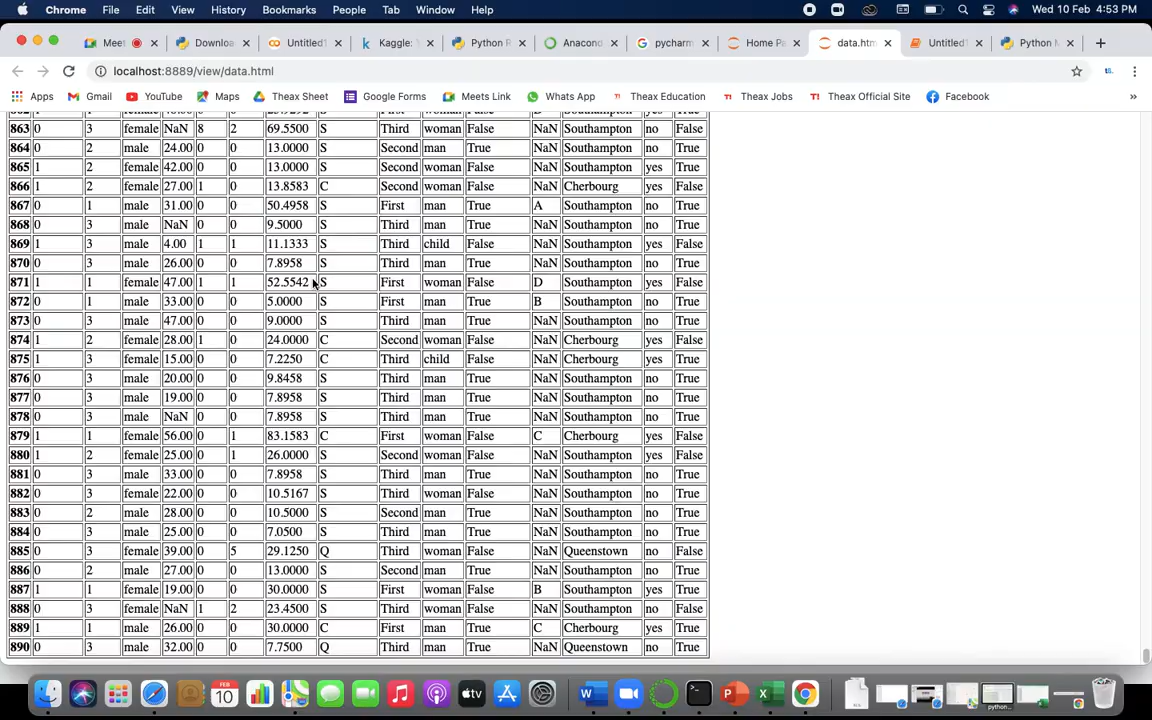 Chrome File Edit View History Bookmarks People Tab Window Help Wed 10 Feb 4:53 PM
Meet Downloa Untitled1 Kaggle: Y Python R Anacond pycharm Home Pa data.htm Untitled1 Python M
localhost:8889/view/data.html
Apps Gmail YouTube Maps Theax Sheet Google Forms Meets Link Whats App Theax Education Theax Jobs Theax Official Site Facebook »
863 0 3 female NaN 8 2 69.5500 S Third woman False NaN Southampton no False
864 0 2 male 24.00 0 0 13.0000 S Second man True NaN Southampton no True
865 1 2 female 42.00 0 0 13.0000 S Second woman False NaN Southampton yes True
866 1 2 female 27.00 1 0 13.8583 C Second woman False NaN Cherbourg yes False
867 0 1 male 31.00 0 0 50.4958 S First man True A Southampton no True
868 0 3 male NaN 0 0 9.5000 S Third man True NaN Southampton no True
869 1 3 male 4.00 1 1 11.1333 S Third child False NaN Southampton yes False
870 0 3 male 26.00 0 0 7.8958 S Third man True NaN Southampton no True
871 1 1 female 47.00 1 1 52.5542 S First woman False D Southampton yes False
872 0 1 male 33.00 0 0 5.0000 S First man True B Southampton no True
873 0 3 male 47.00 0 0 9.0000 S Third man True NaN Southampton no True
874 1 2 female 28.00 1 0 24.0000 C Second woman False NaN Cherbourg yes False
875 1 3 female 15.00 0 0 7.2250 C Third child False NaN Cherbourg yes True
876 0 3 male 20.00 0 0 9.8458 S Third man True NaN Southampton no True
877 0 3 male 19.00 0 0 7.8958 S Third man True NaN Southampton no True
878 0 3 male NaN 0 0 7.8958 S Third man True NaN Southampton no True
879 1 1 female 56.00 0 1 83.1583 C First woman False C Cherbourg yes False
880 1 2 female 25.00 0 1 26.0000 S Second woman False NaN Southampton yes False
881 0 3 male 33.00 0 0 7.8958 S Third man True NaN Southampton no True
882 0 3 female 22.00 0 0 10.5167 S Third woman False NaN Southampton no True
883 0 2 male 28.00 0 0 10.5000 S Second man True NaN Southampton no True
884 0 3 male 25.00 0 0 7.0500 S Third man True NaN Southampton no True
885 0 3 female 39.00 0 5 29.1250 Q Third woman False NaN Queenstown no False
886 0 2 male 27.00 0 0 13.0000 S Second man True NaN Southampton no True
887 1 1 female 19.00 0 0 30.0000 S First woman False B Southampton yes True
888 0 3 female NaN 1 2 23.4500 S Third woman False NaN Southampton no False
889 1 1 male 26.00 0 0 30.0000 C First man True C Cherbourg yes True
890 0 3 male 32.00 0 0 7.7500 Q Third man True NaN Queenstown no True